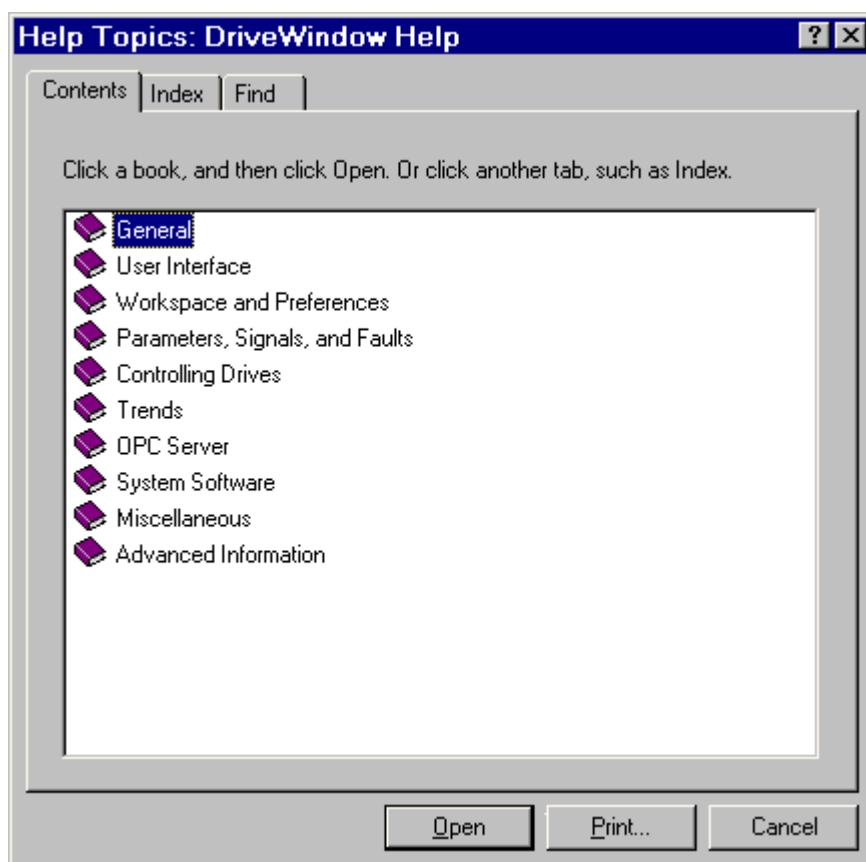 Help Topics: DriveWindow Help
Contents Index Find
Click a book, and then click Open. Or click another tab, such as Index.
General
User Interface
Workspace and Preferences
Parameters, Signals, and Faults
Controlling Drives
Trends
OPC Server
System Software
Miscellaneous
Advanced Information
Open Print... Cancel